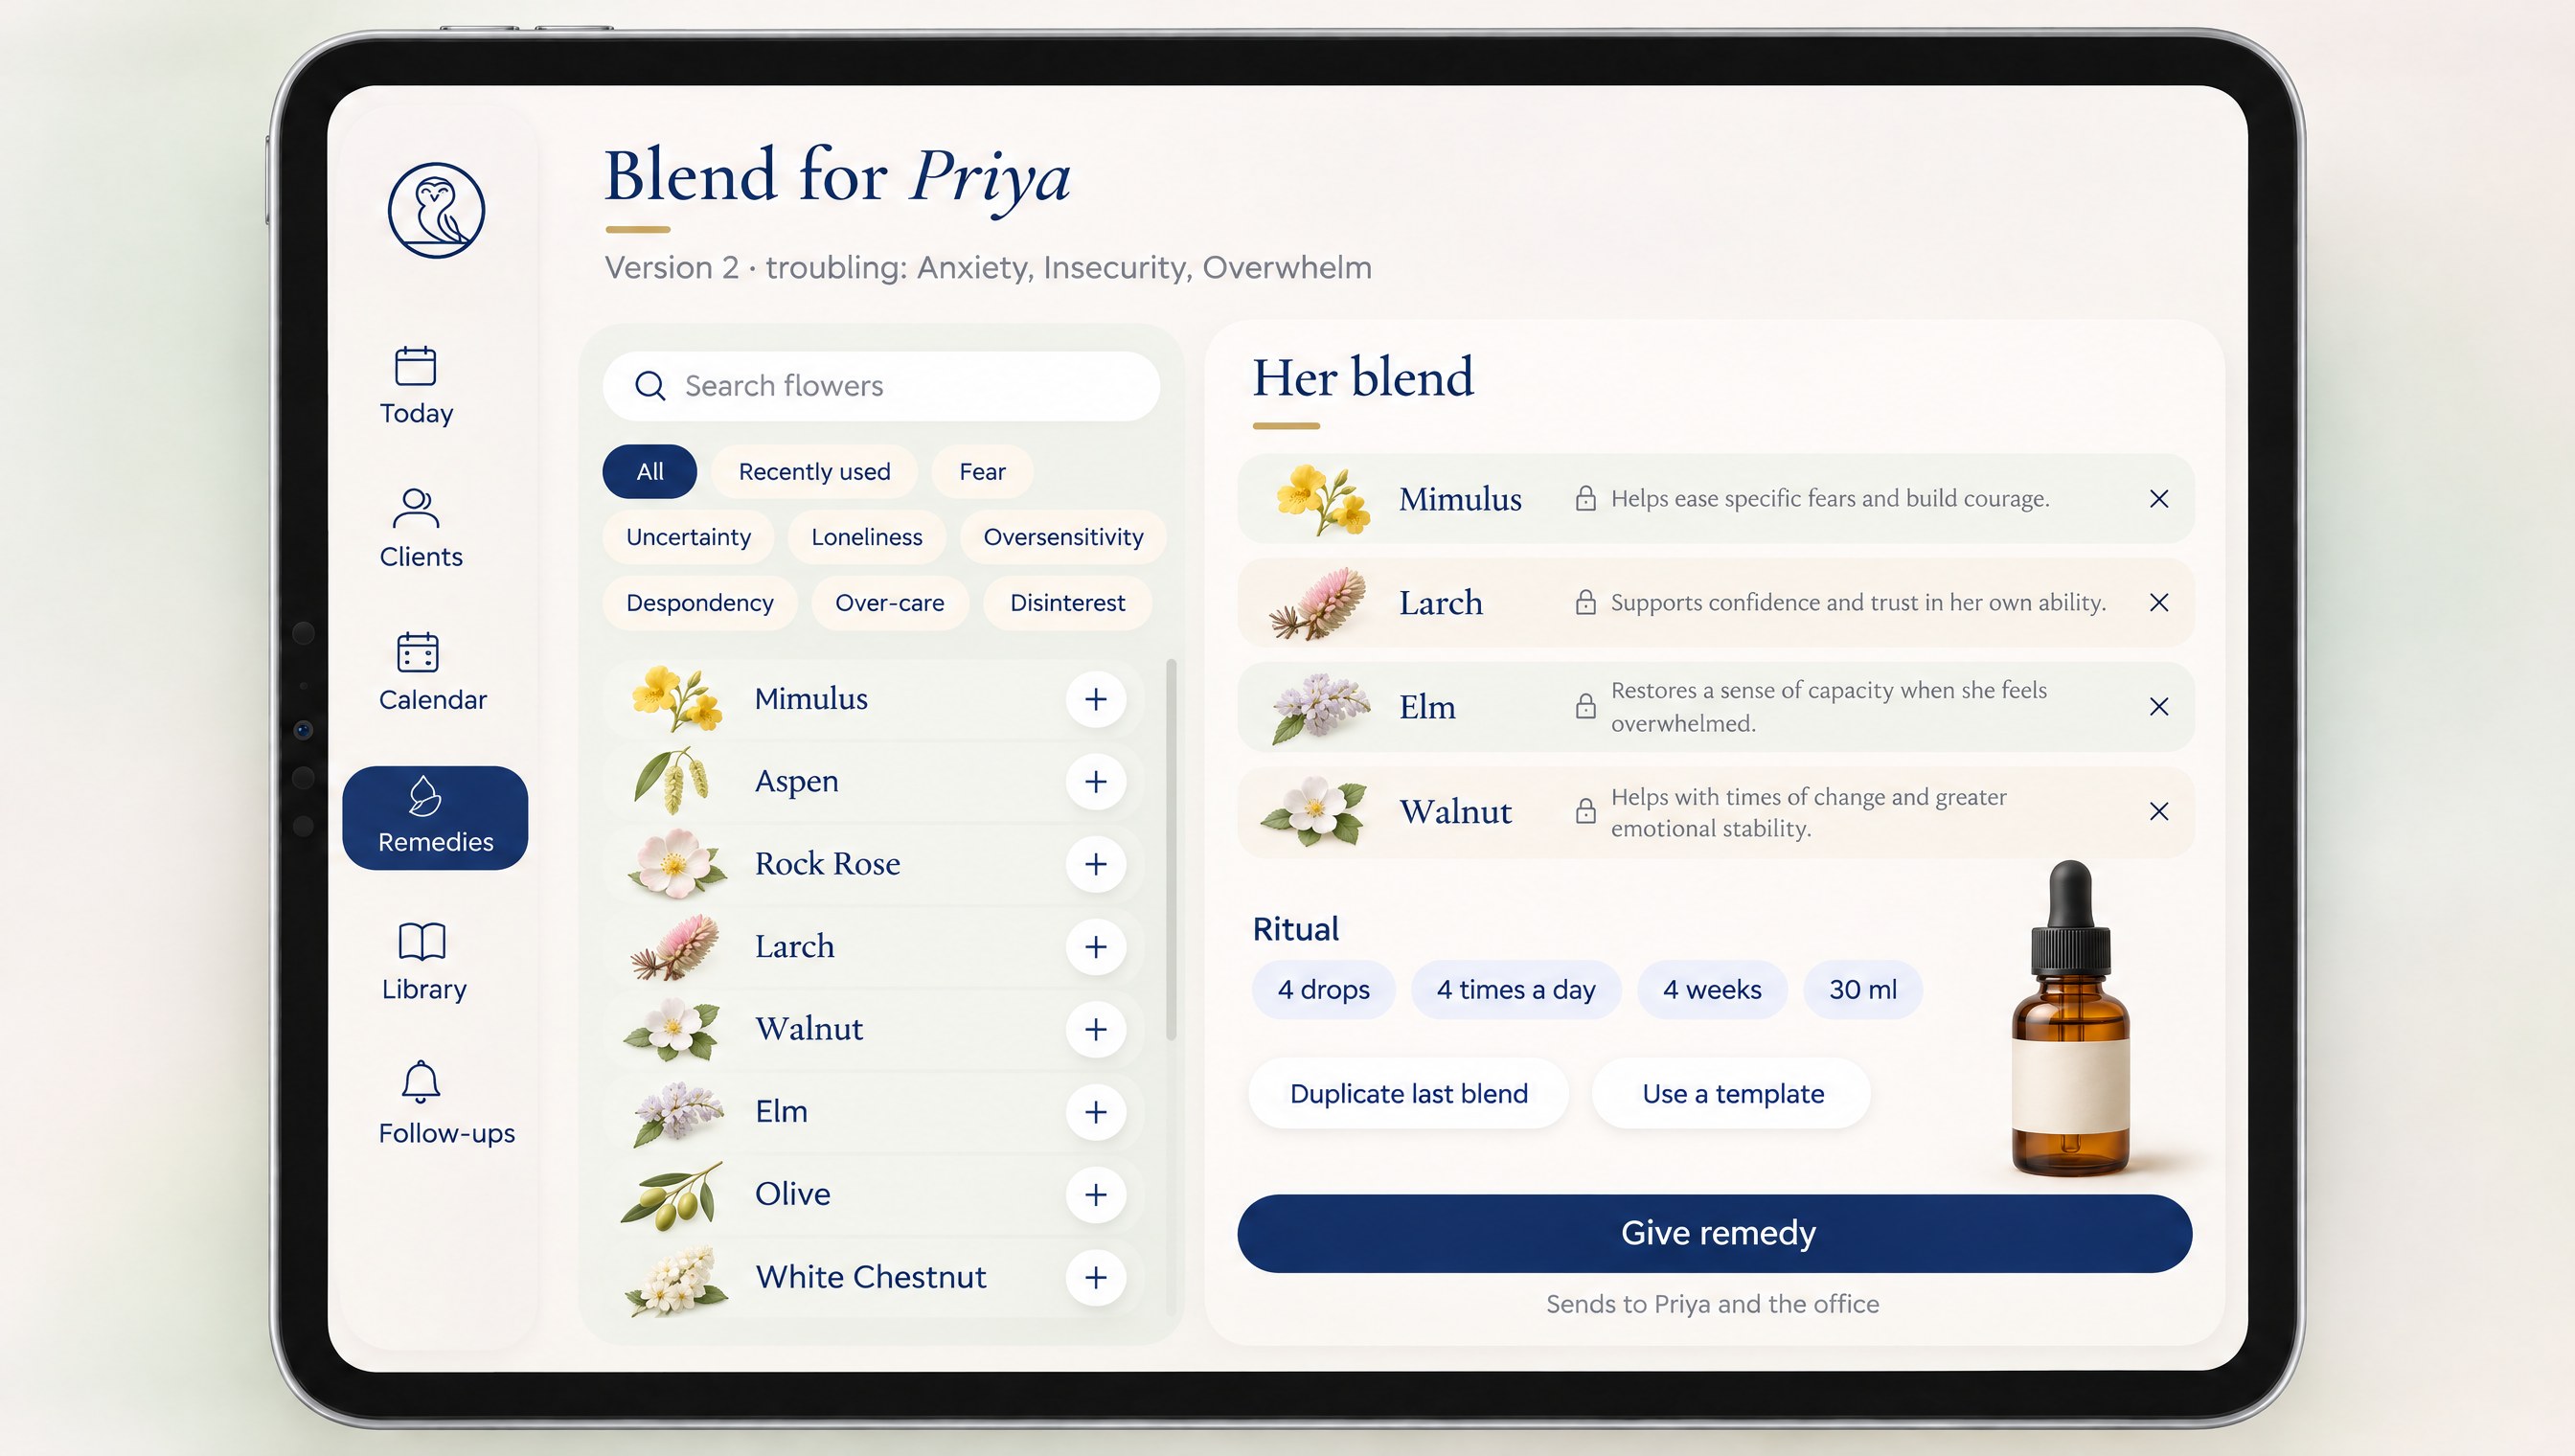 Blend for Priya
Version 2 · troubling: Anxiety, Insecurity, Overwhelm
Today
Clients
Calendar
Remedies
Library
Follow-ups
Search flowers
All
Recently used
Fear
Uncertainty
Loneliness
Oversensitivity
Despondency
Over-care
Disinterest
Mimulus
Aspen
Rock Rose
Larch
Walnut
Elm
Olive
White Chestnut
Her blend
Mimulus
Helps ease specific fears and build courage.
Larch
Supports confidence and trust in her own ability.
Elm
Restores a sense of capacity when she feels
overwhelmed.
Walnut
Helps with times of change and greater
emotional stability.
Ritual
4 drops
4 times a day
4 weeks
30 ml
Duplicate last blend
Use a template
Give remedy
Sends to Priya and the office